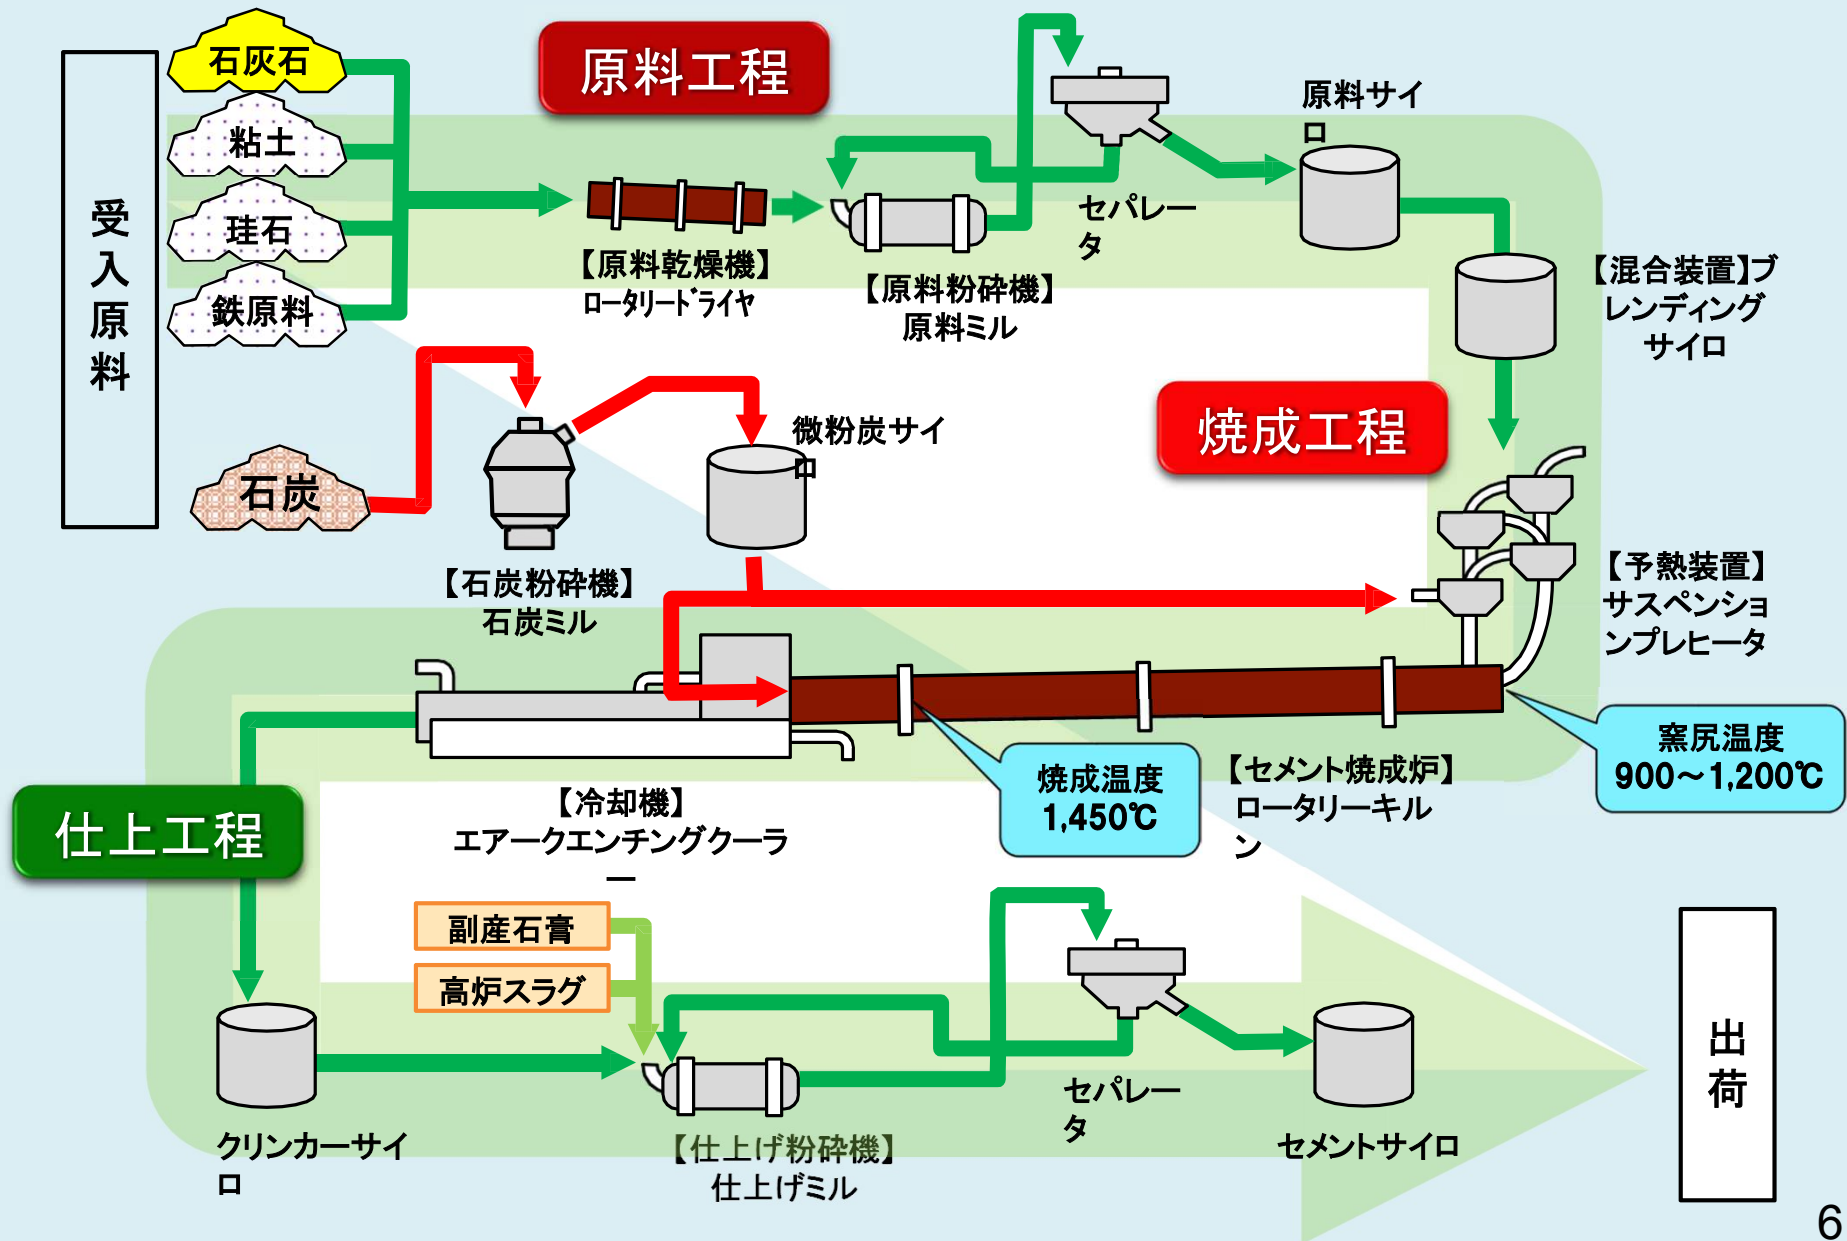 受入原料
石灰石
粘土
珪石
鉄原料
石炭
原料工程
【原料乾燥機】
ロータリードライヤ
【原料粉砕機】
原料ミル
セパレー
タ
原料サイ
ロ
【混合装置】ブ
レンディング
サイロ
焼成工程
微粉炭サイ
ロ
【石炭粉砕機】
石炭ミル
【予熱装置】
サスペンショ
ンプレヒータ
窯尻温度
900～1,200℃
焼成温度
1,450℃
【セメント焼成炉】
ロータリーキル
ン
【冷却機】
エアークエンチングクーラ
ー
仕上工程
副産石膏
高炉スラグ
クリンカーサイ
ロ
【仕上げ粉砕機】
仕上げミル
セパレー
タ
セメントサイロ
出荷
6